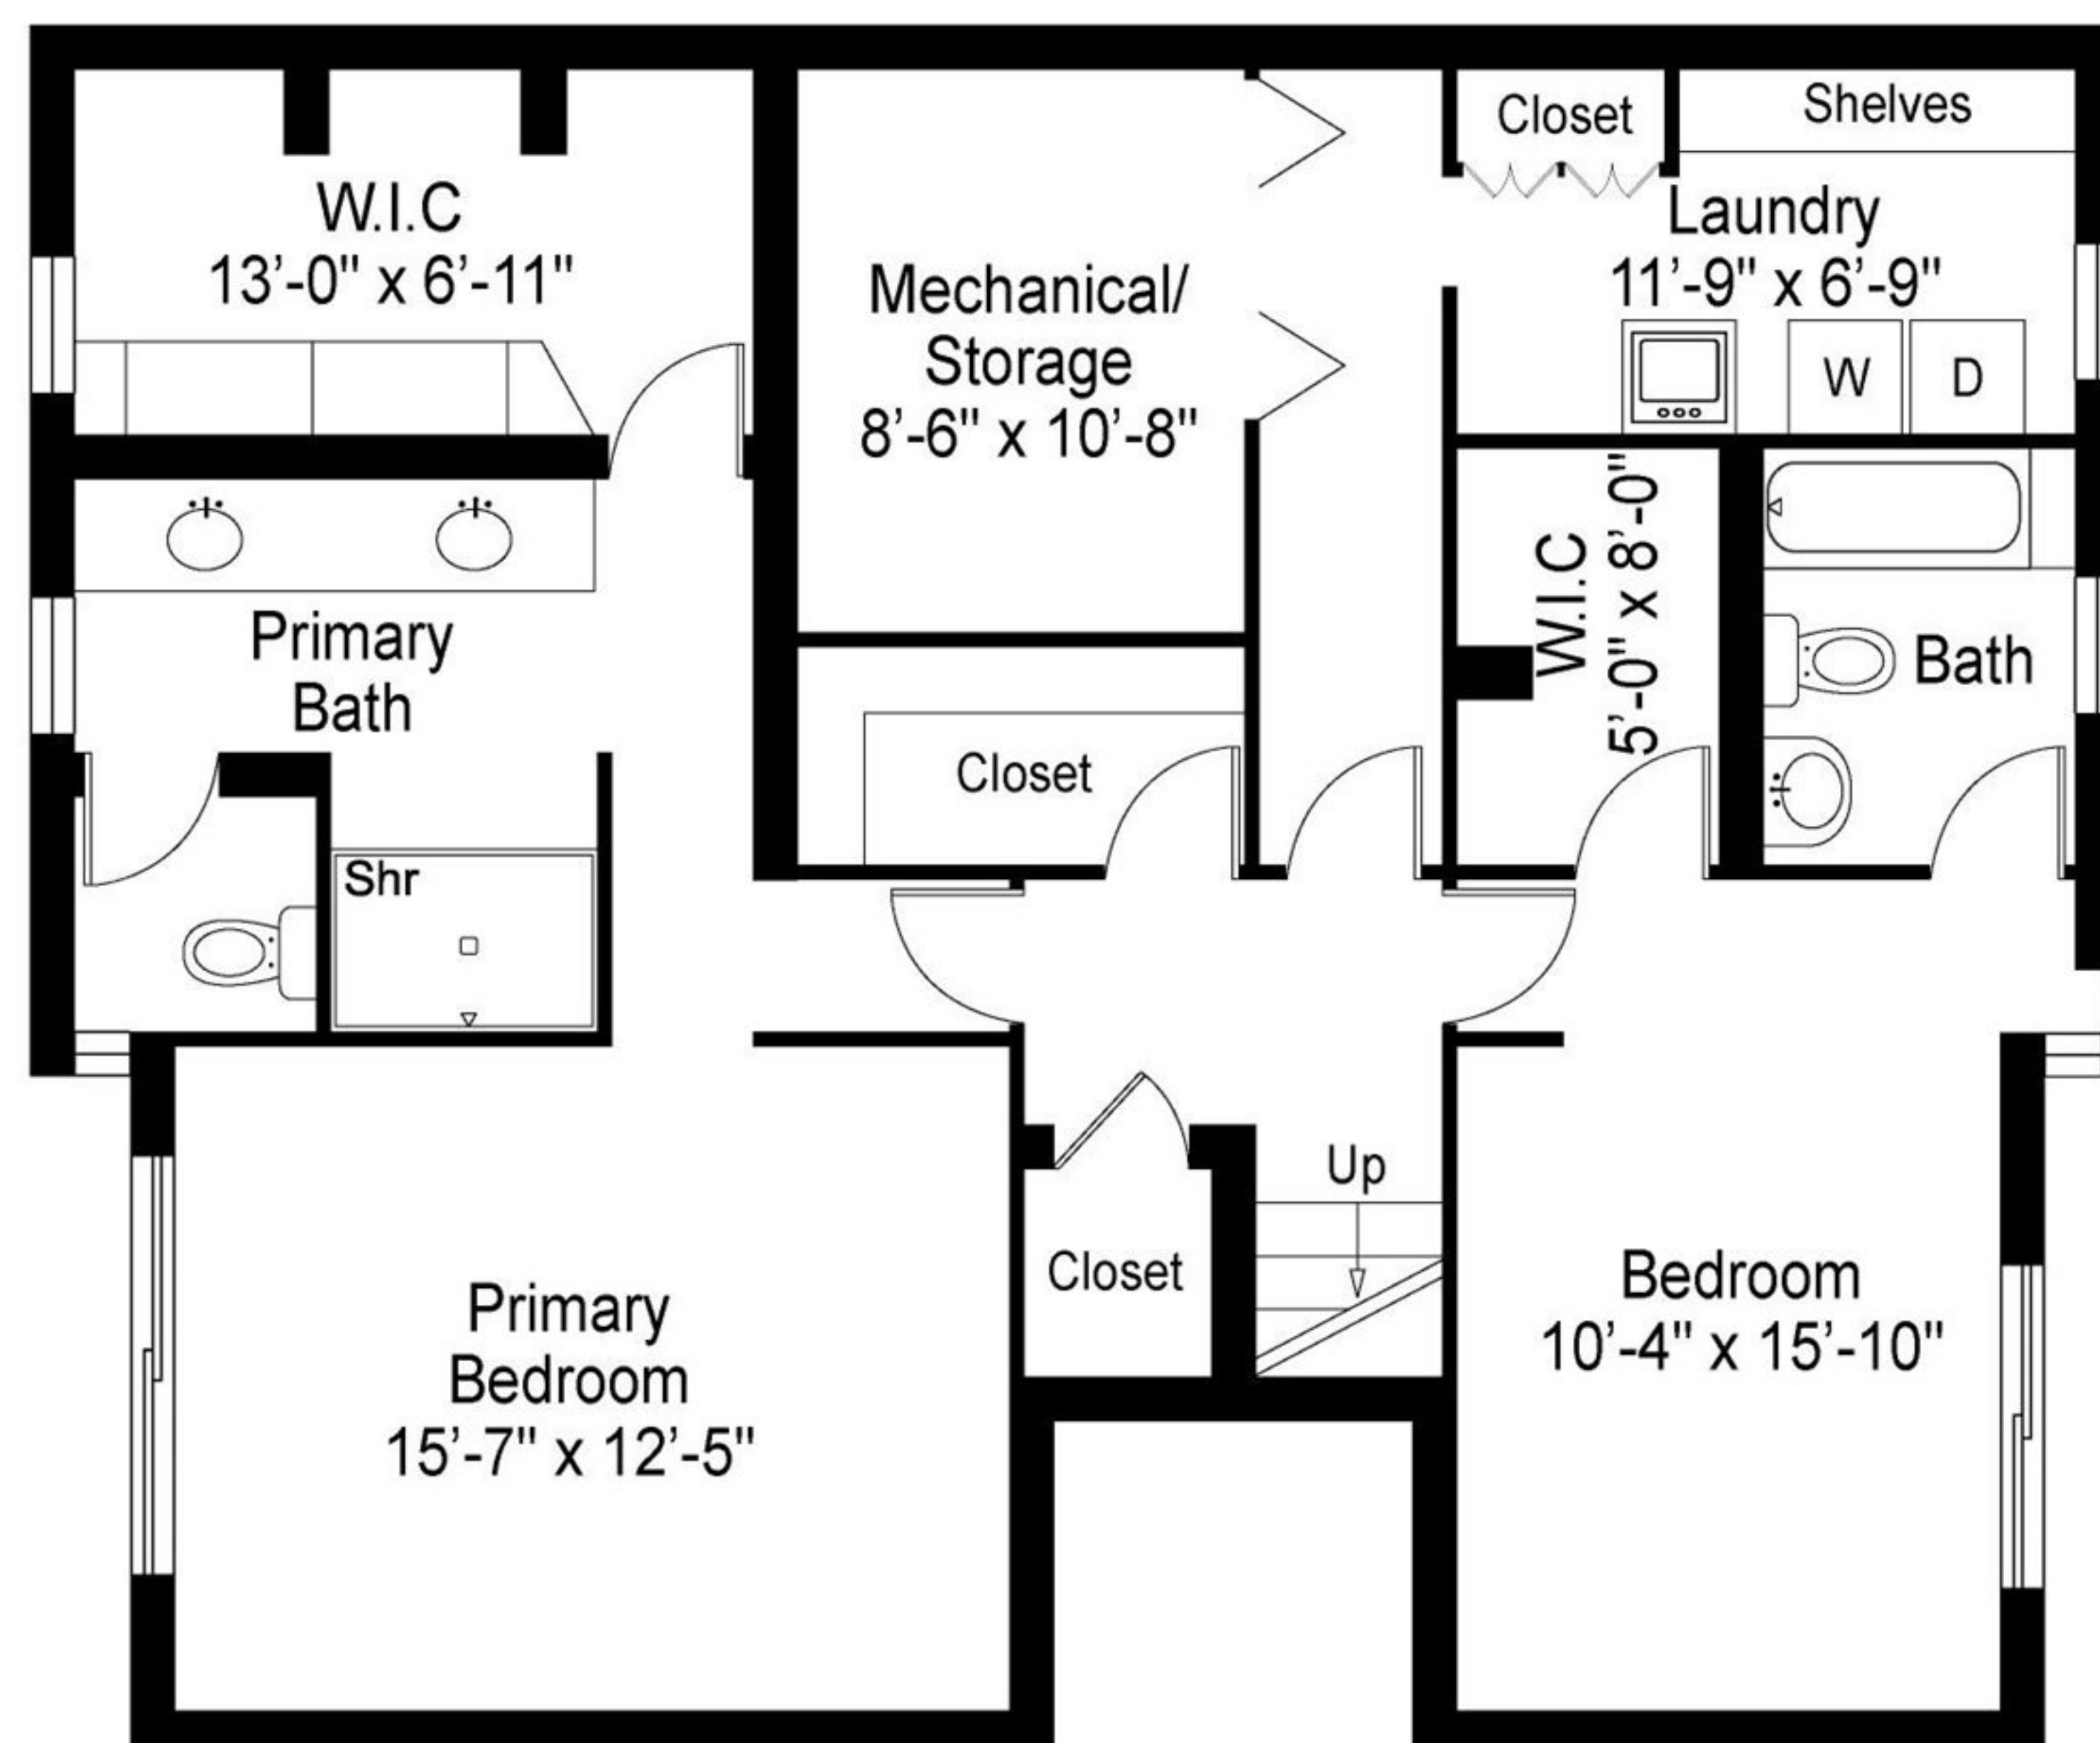 Closet
Shelves
W.I.C
13'-0" x 6'-11"
Mechanical/
Storage
8'-6" x 10'-8"
Laundry
11'-9" x 6'-9"
W
D
W.I.C
5'-0" x 8'-0"
Primary
Bath
Bath
Closet
Shr
Up
Closet
Primary
Bedroom
15'-7" x 12'-5"
Bedroom
10'-4" x 15'-10"